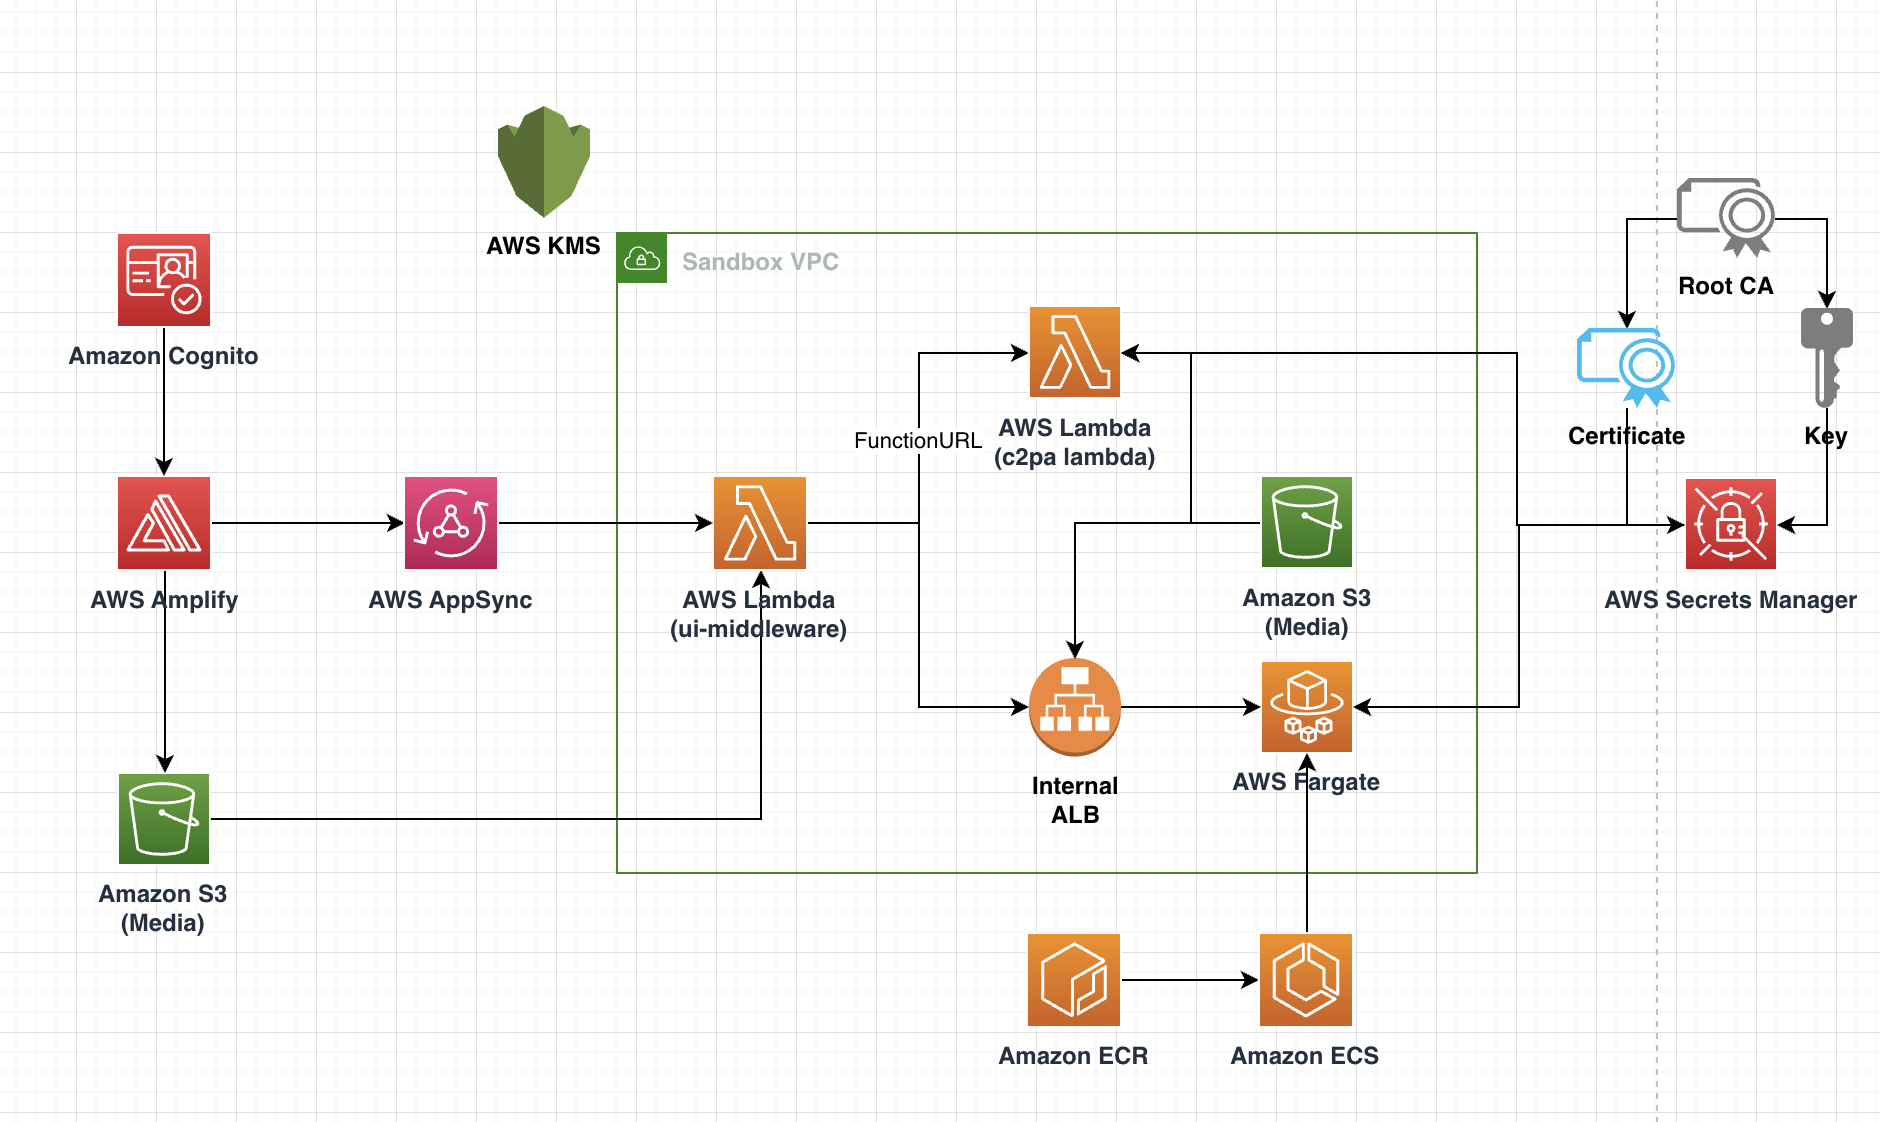 AWS KMS
Sandbox VPC
Amazon Cognito
Root CA
FunctionURL
AWS Lambda
(c2pa lambda)
Certificate
Key
AWS Amplify
AWS AppSync
AWS Lambda
(ui-middleware)
Amazon S3
(Media)
AWS Secrets Manager
Internal
ALB
AWS Fargate
Amazon S3
(Media)
Amazon ECR
Amazon ECS